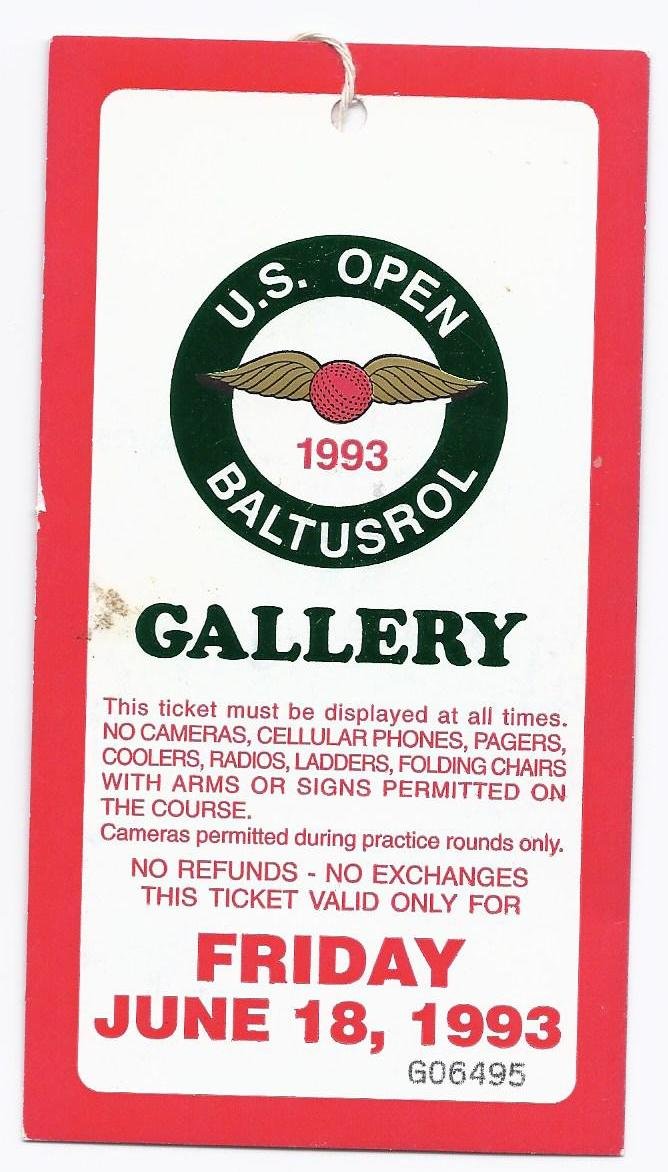 U.S. OPEN
1993
BALTUSROL
GALLERY
This ticket must be displayed at all times.
NO CAMERAS, CELLULAR PHONES, PAGERS,
COOLERS, RADIOS, LADDERS, FOLDING CHAIRS
WITH ARMS OR SIGNS PERMITTED ON
THE COURSE.
Cameras permitted during practice rounds only.
NO REFUNDS - NO EXCHANGES
THIS TICKET VALID ONLY FOR
FRIDAY
JUNE 18, 1993
G06495